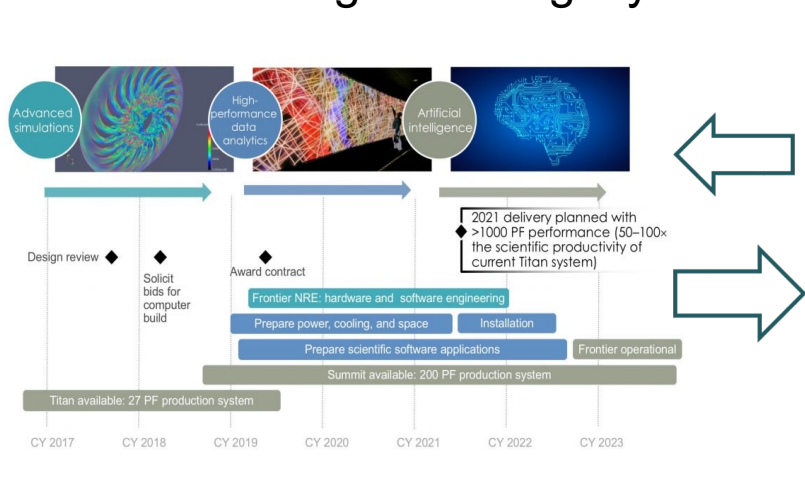 Advanced
simulations
High-
performance
data
analytics
Artificial
intelligence
2021 delivery planned with
>1000 PF performance (50–100×
the scientific productivity of
current Titan system)
Design review
Solicit
bids for
computer
build
Award contract
Frontier NRE: hardware and software engineering
Prepare power, cooling, and space
Installation
Prepare scientific software applications
Frontier operational
Summit available: 200 PF production system
Titan available: 27 PF production system
CY 2017
CY 2018
CY 2019
CY 2020
CY 2021
CY 2022
CY 2023